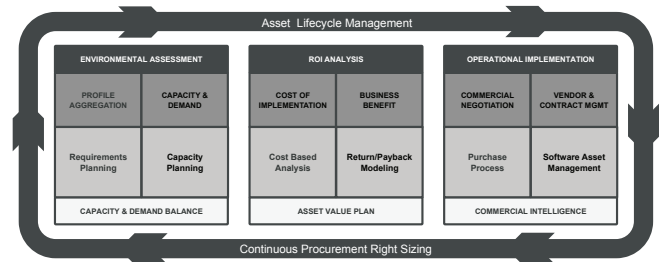 Asset Lifecycle Management
ENVIRONMENTAL ASSESSMENT
PROFILE
AGGREGATION
CAPACITY &
DEMAND
Requirements
Planning
Capacity
Planning
CAPACITY & DEMAND BALANCE
ROI ANALYSIS
COST OF
IMPLEMENTATION
BUSINESS
BENEFIT
Cost Based
Analysis
Return/Payback
Modeling
ASSET VALUE PLAN
OPERATIONAL IMPLEMENTATION
COMMERCIAL
NEGOTIATION
VENDOR &
CONTRACT MGMT
Purchase
Process
Software Asset
Management
COMMERCIAL INTELLIGENCE
Continuous Procurement Right Sizing